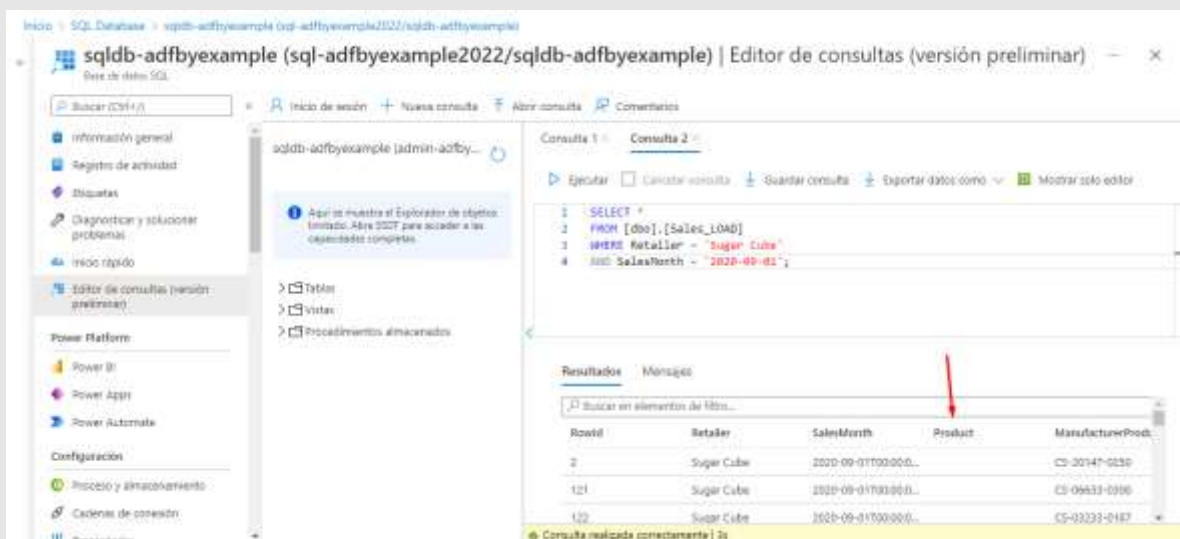 Inicio > SQL Database > sqldb-adfbyexample (sql-adfbyexample2022/sqldb-adfbyexample)
sqldb-adfbyexample (sql-adfbyexample2022/sqldb-adfbyexample) | Editor de consultas (versión preliminar)
Base de datos SQL
Buscar (Ctrl+/)
Información general
Registro de actividad
Etiquetas
Diagnosticar y solucionar
problemas
Inicio rápido
Editor de consultas (versión
preliminar)
Power Platform
Power BI
Power Apps
Power Automate
Configuración
Proceso y almacenamiento
Cadenas de conexión
Inicio de sesión
Nueva consulta
Abrir consulta
Comentarios
sqldb-adfbyexample (admin-adfby...
Aquí se muestra el Explorador de objetos
limitado. Abra SSDT para acceder a las
capacidades completas.
Tablas
Vistas
Procedimientos almacenados
Consulta 1
Consulta 2
Ejecutar
Cancelar consulta
Guardar consulta
Exportar datos como
Mostrar solo editor
1 SELECT *
2 FROM [dbo].[Sales_LOAD]
3 WHERE Retailer = 'Sugar Cube'
4 AND SalesMonth = '2020-09-01';
Resultados
Mensajes
Buscar en elementos de filtro...
RowId Retailer SalesMonth Product ManufacturerProdu
2 Sugar Cube 2020-09-01T00:00:0... CS-20147-0250
121 Sugar Cube 2020-09-01T00:00:0...
122 Sugar Cube 2020-09-01T00:00:0... CS-03233-0187
Consulta realizada correctamente | 3s